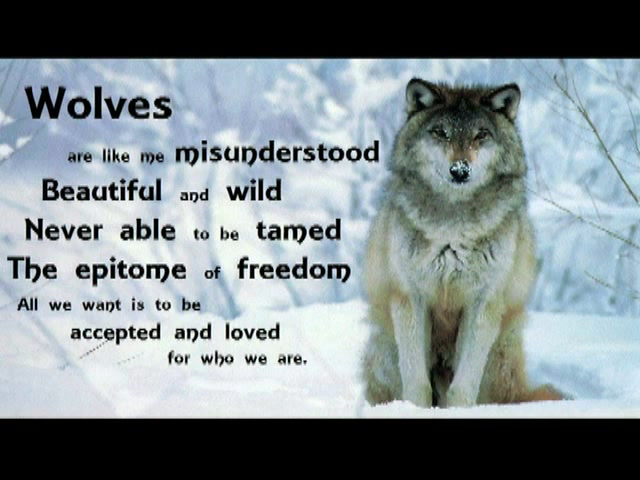 Wolves
are like me misunderstood
Beautiful and wild
Never able to be tamed
The epitome of freedom
All we want is to be
accepted and loved
for who we are.